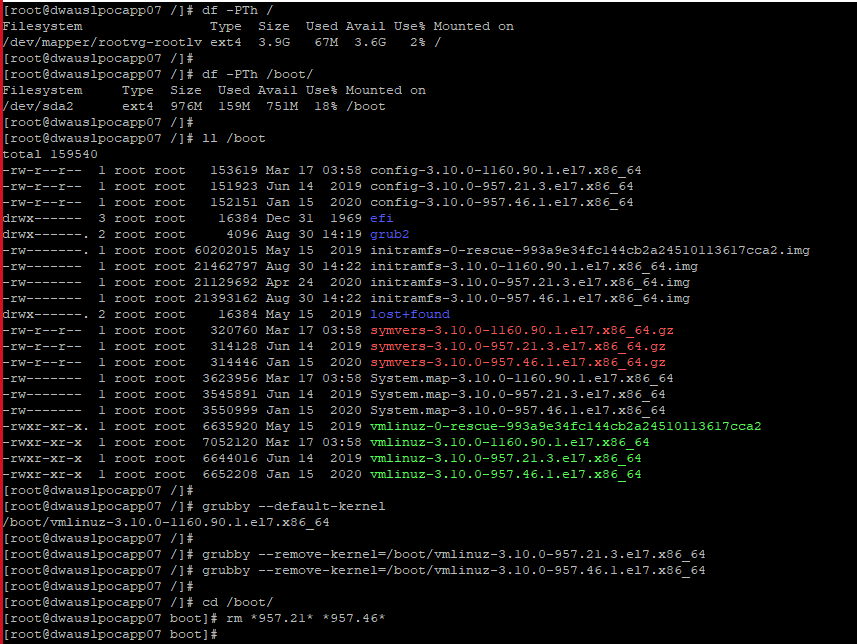 [root@dwauslpocapp07 /]# df -PTh /
Filesystem                Type  Size  Used Avail Use% Mounted on
/dev/mapper/rootvg-rootlv ext4  3.9G   67M  3.6G   2% /
[root@dwauslpocapp07 /]#
[root@dwauslpocapp07 /]# df -PTh /boot/
Filesystem     Type  Size  Used Avail Use% Mounted on
/dev/sda2      ext4  976M  159M  751M  18% /boot
[root@dwauslpocapp07 /]#
[root@dwauslpocapp07 /]# ll /boot
total 159540
-rw-r--r--  1 root root   153619 Mar 17 03:58 config-3.10.0-1160.90.1.el7.x86_64
-rw-r--r--  1 root root   151923 Jun 14  2019 config-3.10.0-957.21.3.el7.x86_64
-rw-r--r--  1 root root   152151 Jan 15  2020 config-3.10.0-957.46.1.el7.x86_64
drwx------  3 root root    16384 Dec 31  1969 efi
drwx------. 2 root root     4096 Aug 30 14:19 grub2
-rw-------. 1 root root 60202015 May 15  2019 initramfs-0-rescue-993a9e34fc144cb2a24510113617cca2.img
-rw-------  1 root root 21462797 Aug 30 14:22 initramfs-3.10.0-1160.90.1.el7.x86_64.img
-rw-------  1 root root 21129692 Apr 24  2020 initramfs-3.10.0-957.21.3.el7.x86_64.img
-rw-------  1 root root 21393162 Aug 30 14:22 initramfs-3.10.0-957.46.1.el7.x86_64.img
drwx------. 2 root root    16384 May 15  2019 lost+found
-rw-r--r--  1 root root   320760 Mar 17 03:58 symvers-3.10.0-1160.90.1.el7.x86_64.gz
-rw-r--r--  1 root root   314128 Jun 14  2019 symvers-3.10.0-957.21.3.el7.x86_64.gz
-rw-r--r--  1 root root   314446 Jan 15  2020 symvers-3.10.0-957.46.1.el7.x86_64.gz
-rw-------  1 root root  3623956 Mar 17 03:58 System.map-3.10.0-1160.90.1.el7.x86_64
-rw-------  1 root root  3545891 Jun 14  2019 System.map-3.10.0-957.21.3.el7.x86_64
-rw-------  1 root root  3550999 Jan 15  2020 System.map-3.10.0-957.46.1.el7.x86_64
-rwxr-xr-x. 1 root root  6635920 May 15  2019 vmlinuz-0-rescue-993a9e34fc144cb2a24510113617cca2
-rwxr-xr-x  1 root root  7052120 Mar 17 03:58 vmlinuz-3.10.0-1160.90.1.el7.x86_64
-rwxr-xr-x  1 root root  6644016 Jun 14  2019 vmlinuz-3.10.0-957.21.3.el7.x86_64
-rwxr-xr-x  1 root root  6652208 Jan 15  2020 vmlinuz-3.10.0-957.46.1.el7.x86_64
[root@dwauslpocapp07 /]#
[root@dwauslpocapp07 /]# grubby --default-kernel
/boot/vmlinuz-3.10.0-1160.90.1.el7.x86_64
[root@dwauslpocapp07 /]#
[root@dwauslpocapp07 /]# grubby --remove-kernel=/boot/vmlinuz-3.10.0-957.21.3.el7.x86_64
[root@dwauslpocapp07 /]# grubby --remove-kernel=/boot/vmlinuz-3.10.0-957.46.1.el7.x86_64
[root@dwauslpocapp07 /]#
[root@dwauslpocapp07 /]# cd /boot/
[root@dwauslpocapp07 boot]# rm *957.21* *957.46*
[root@dwauslpocapp07 boot]#